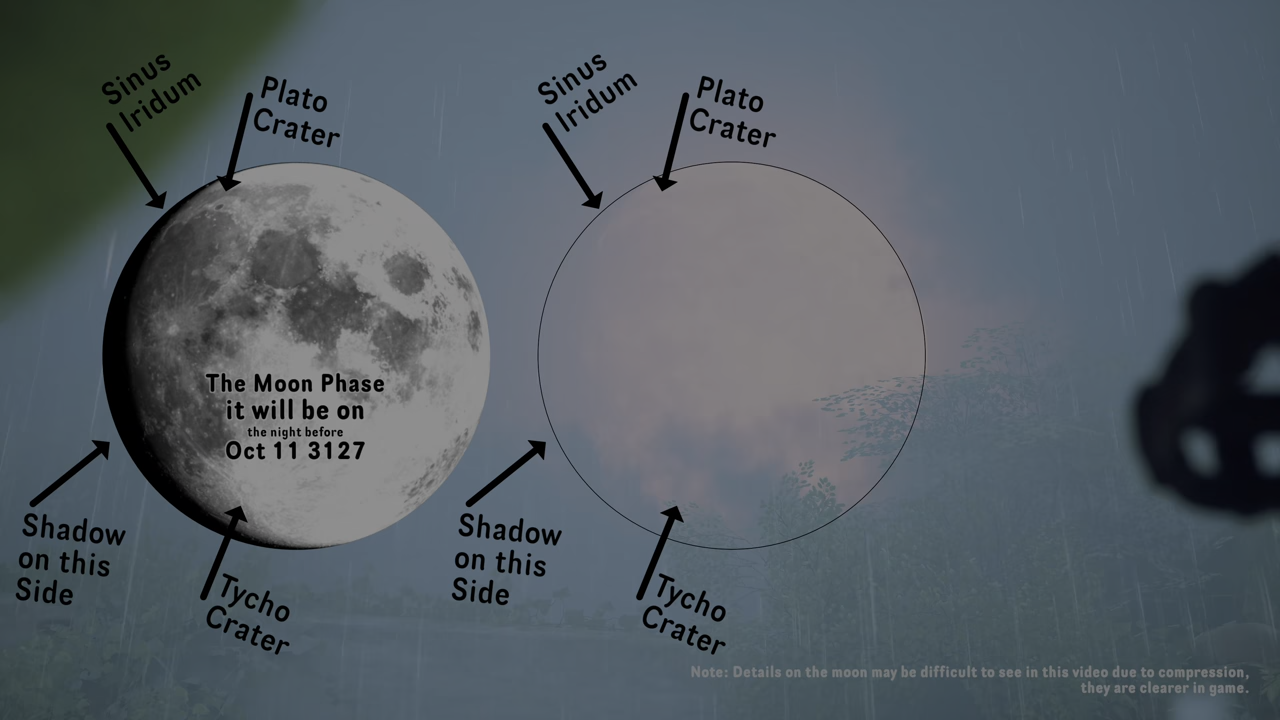 Sinus
Iridum
Plato
Crater
The Moon Phase
it will be on
the night before
Oct 11 3127
Shadow
on this
Side
Tycho
Crater
Sinus
Iridum
Plato
Crater
Shadow
on this
Side
Tycho
Crater
Note: Details on the moon may be difficult to see in this video due to compression,
they are clearer in game.